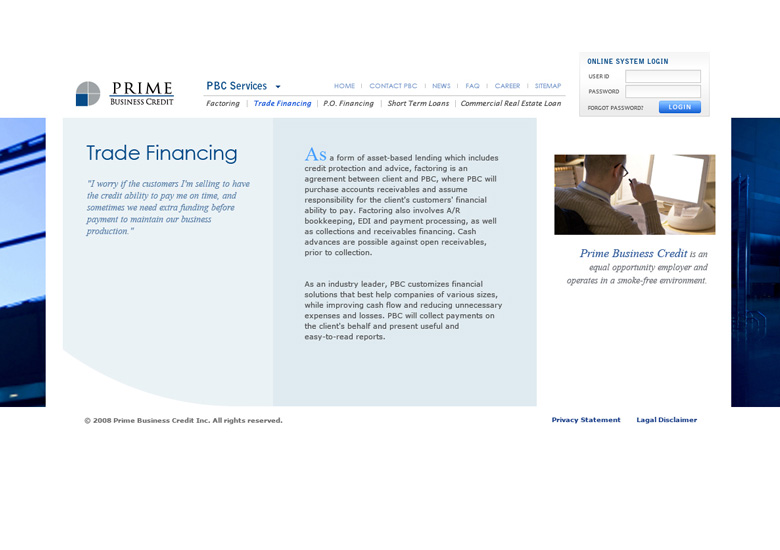 PRIME
BUSINESS CREDIT
PBC Services
HOME | CONTACT PBC | NEWS | FAQ | CAREER | SITEMAP
Factoring | Trade Financing | P.O. Financing | Short Term Loans | Commercial Real Estate Loan
ONLINE SYSTEM LOGIN
USER ID
PASSWORD
FORGOT PASSWORD? LOGIN
Trade Financing
"I worry if the customers I'm selling to have
the credit ability to pay me on time, and
sometimes we need extra funding before
payment to maintain our business
production."
As a form of asset-based lending which includes
credit protection and advice, factoring is an
agreement between client and PBC, where PBC will
purchase accounts receivables and assume
responsibility for the client's customers' financial
ability to pay. Factoring also involves A/R
bookkeeping, EDI and payment processing, as well
as collections and receivables financing. Cash
advances are possible against open receivables,
prior to collection.
As an industry leader, PBC customizes financial
solutions that best help companies of various sizes,
while improving cash flow and reducing unnecessary
expenses and losses. PBC will collect payments on
the client's behalf and present useful and
easy-to-read reports.
Prime Business Credit is an
equal opportunity employer and
operates in a smoke-free environment.
© 2008 Prime Business Credit Inc. All rights reserved.
Privacy Statement Lagal Disclaimer